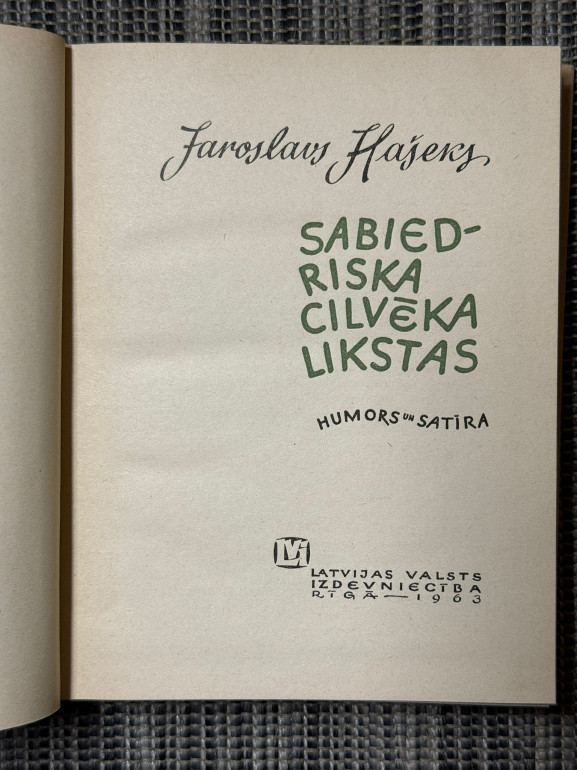 Jaroslavs Hašeks
SABIED-
RISKA
CILVĒKA
LIKSTAS
HUMORS UN SATĪRA
LVI
LATVIJAS VALSTS
IZDEVNIECĪBA
RĪGĀ — 1963